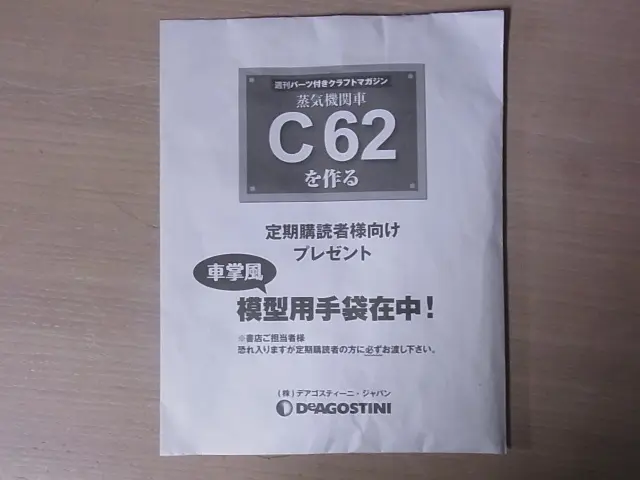 週刊パーツ付きクラフトマガジン
蒸気機関車
C62
を作る
定期購読者様向け
プレゼント
車掌風
模型用手袋在中!
※書店ご担当者様
恐れ入りますが定期購読者の方に必ずお渡し下さい。
(株)デアゴスティーニ・ジャパン
DEAGOSTINI